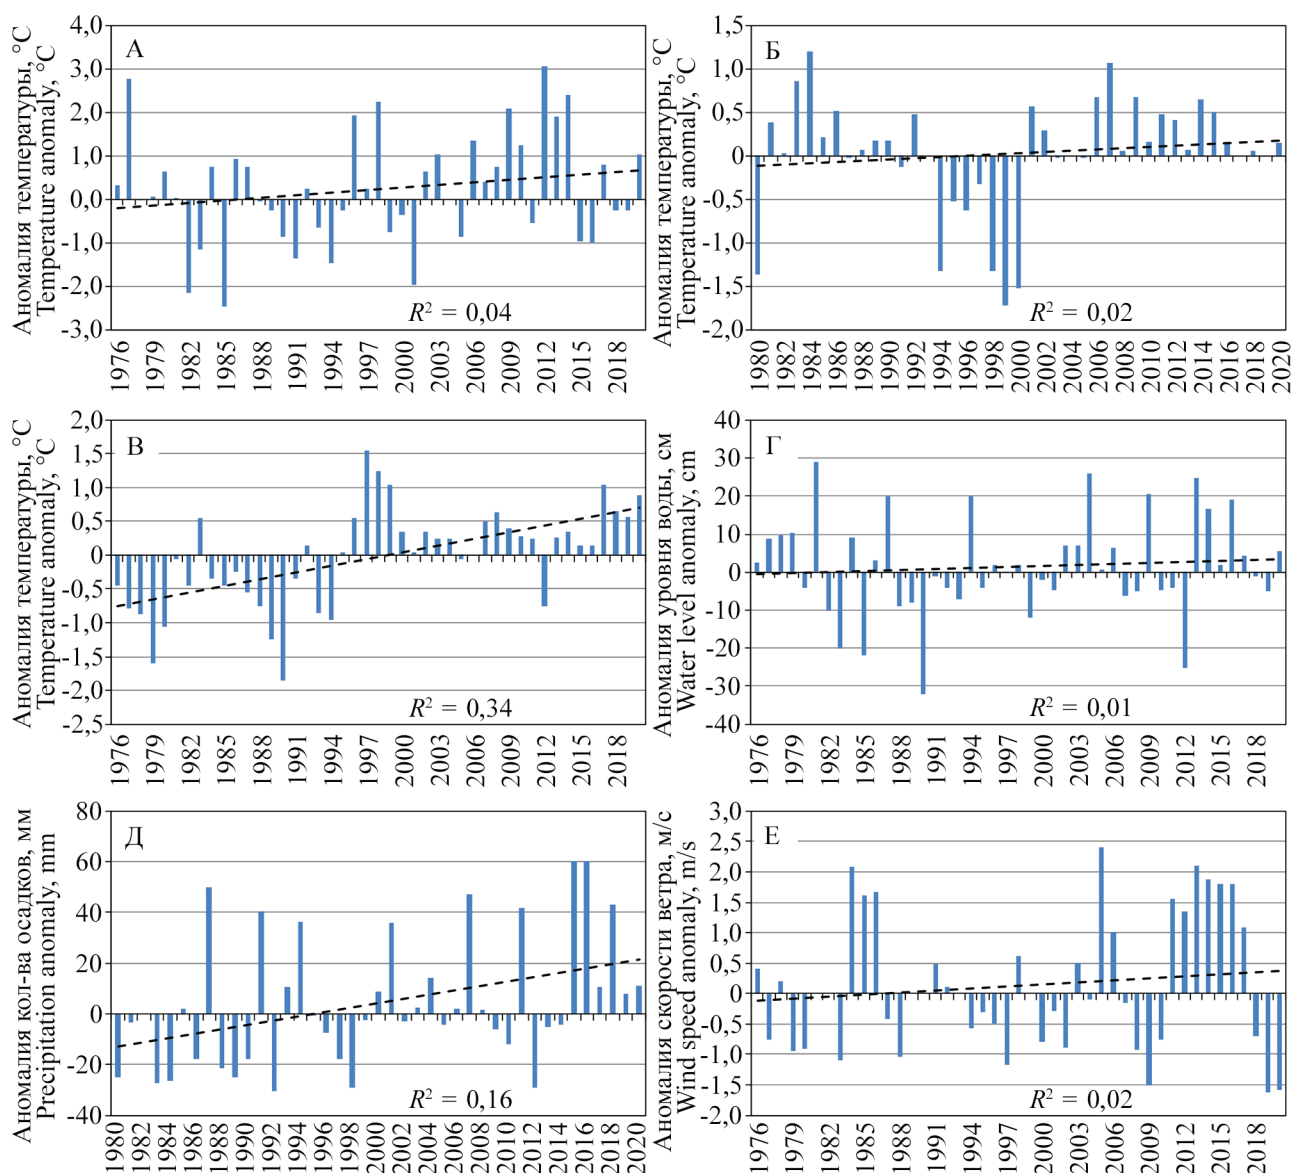 Аномалия температуры, °C
Temperature anomaly, °C
4,0
3,0
2,0
1,0
0,0
-1,0
-2,0
-3,0
А
R² = 0,04
1976 1979 1982 1985 1988 1991 1994 1997 2000 2003 2006 2009 2012 2015 2018
Аномалия температуры, °C
Temperature anomaly, °C
1,5
1,0
0,5
0
-0,5
-1,0
-1,5
-2,0
Б
R² = 0,02
1980 1982 1984 1986 1988 1990 1992 1994 1996 1998 2000 2002 2004 2006 2008 2010 2012 2014 2016 2018 2020
Аномалия температуры, °C
Temperature anomaly, °C
2,0
1,5
1,0
0,5
0
-0,5
-1,0
-1,5
-2,0
-2,5
В
R² = 0,34
1976 1979 1982 1985 1988 1991 1994 1997 2000 2003 2006 2009 2012 2015 2018
Аномалия уровня воды, см
Water level anomaly, cm
40
30
20
10
0
-10
-20
-30
-40
Г
R² = 0,01
1976 1979 1982 1985 1988 1991 1994 1997 2000 2003 2006 2009 2012 2015 2018
Аномалия кол-ва осадков, мм
Precipitation anomaly, mm
80
60
40
20
0
-20
-40
Д
R² = 0,16
1980 1982 1984 1986 1988 1990 1992 1994 1996 1998 2000 2002 2004 2006 2008 2010 2012 2014 2016 2018 2020
Аномалия скорости ветра, м/с
Wind speed anomaly, m/s
3,0
2,5
2,0
1,5
1,0
0,5
0
-0,5
-1,0
-1,5
-2,0
Е
R² = 0,02
1976 1979 1982 1985 1988 1991 1994 1997 2000 2003 2006 2009 2012 2015 2018